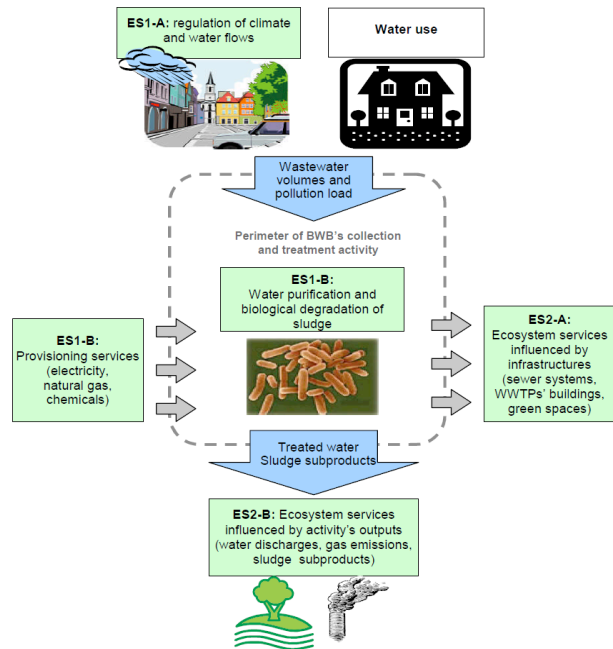 ES1-A: regulation of climate
and water flows
Water use
Wastewater
volumes and
pollution load
Perimeter of BWB's collection
and treatment activity
ES1-B:
Water purification and
biological degradation of
sludge
ES1-B:
Provisioning services
(electricity,
natural gas,
chemicals)
ES2-A:
Ecosystem services
influenced by
infrastructures
(sewer systems,
WWTPs' buildings,
green spaces)
Treated water
Sludge subproducts
ES2-B: Ecosystem services
influenced by activity's outputs
(water discharges, gas emissions,
sludge subproducts)